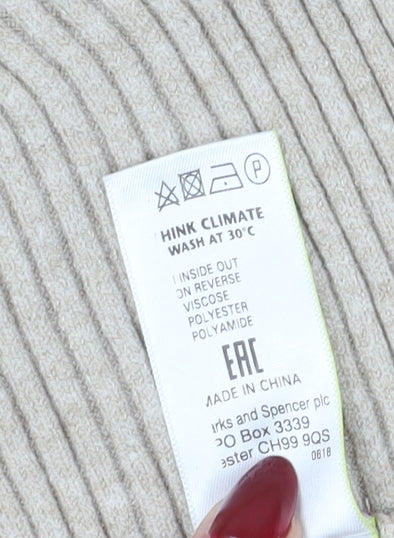 P
HINK CLIMATE
WASH AT 30°C
INSIDE OUT
ON REVERSE
VISCOSE
POLYESTER
POLYAMIDE
EAC
MADE IN CHINA
rks and Spencer plc
PO Box 3339
ester CH99 9QS
0618